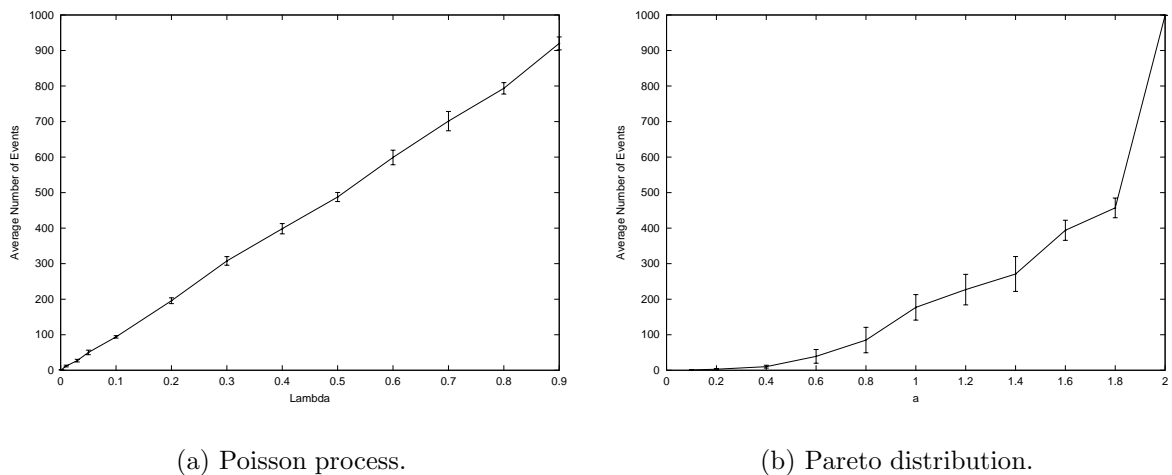 1000
900
800
700
600
500
400
300
200
100
0
Average Number of Events
0 0.1 0.2 0.3 0.4 0.5 0.6 0.7 0.8 0.9
Lambda
(a) Poisson process.
1000
900
800
700
600
500
400
300
200
100
0
Average Number of Events
0 0.2 0.4 0.6 0.8 1 1.2 1.4 1.6 1.8 2
a
(b) Pareto distribution.